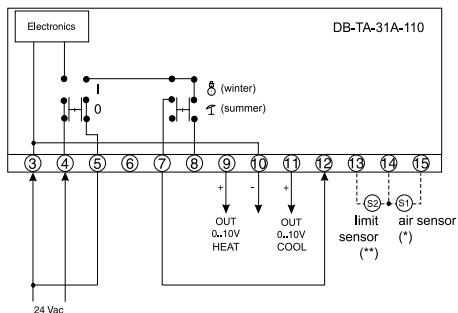 Electronics
DB-TA-31A-110
I
0
(winter)
(summer)
3 4 5 6 7 8 9 10 11 12 13 14 15
+ - +
OUT
0..10V
HEAT
OUT
0..10V
COOL
S2 S1
limit
sensor
(**)
air sensor
(*)
24 Vac